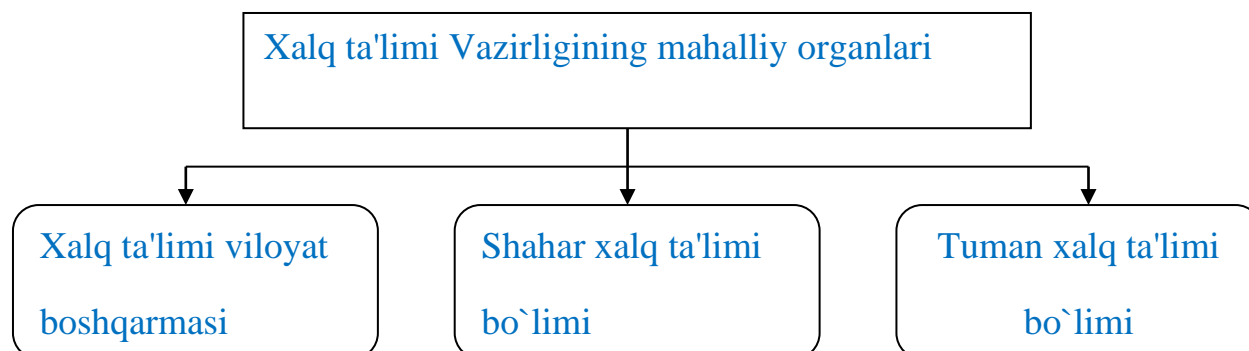 Xalq ta'limi Vazirligining mahalliy organlari
Xalq ta'limi viloyat
boshqarmasi
Shahar xalq ta'limi
bo`limi
Tuman xalq ta'limi
bo`limi